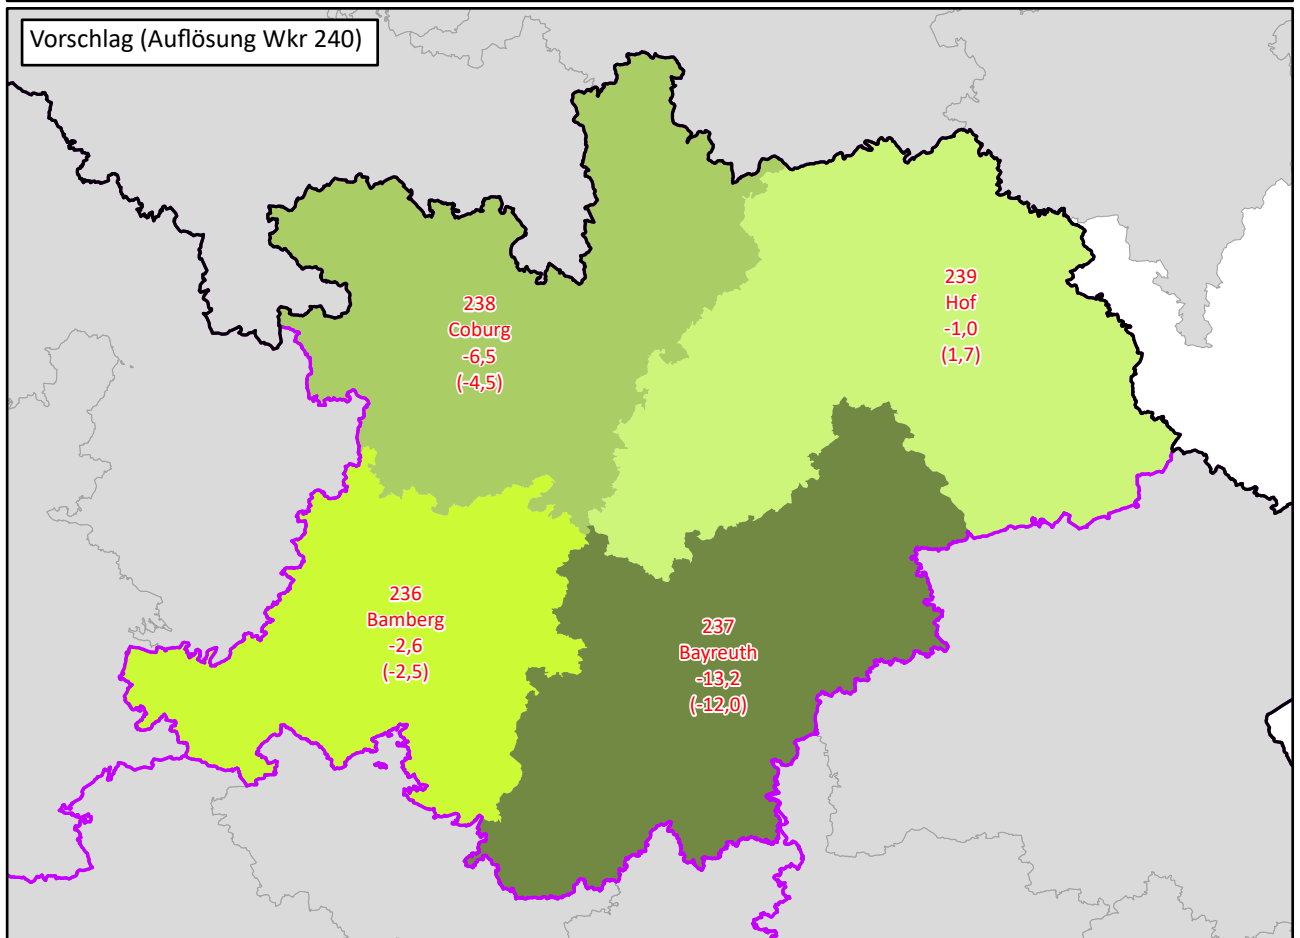 Vorschlag (Auflösung Wkr 240)
239
Hof
-1,0
(1,7)
238
Coburg
-6,5
(-4,5)
236
Bamberg
-2,6
(-2,5)
237
Bayreuth
-13,2
(-12,0)